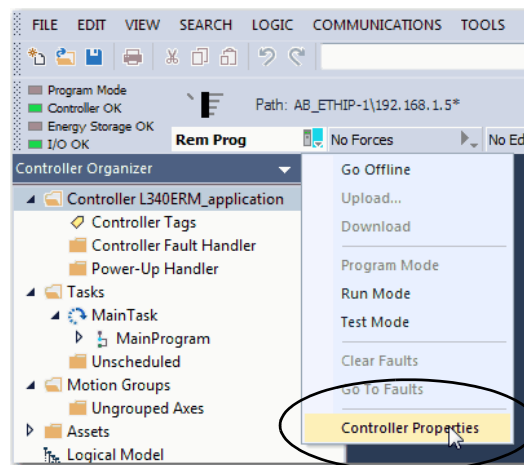 FILE EDIT VIEW SEARCH LOGIC COMMUNICATIONS TOOLS
Program Mode
Controller OK
Energy Storage OK
I/O OK
Path: AB_ETHIP-1\192.168.1.5*
Rem Prog
No Forces
No Ed
Controller Organizer
Controller L340ERM_application
Controller Tags
Controller Fault Handler
Power-Up Handler
Tasks
MainTask
MainProgram
Unscheduled
Motion Groups
Ungrouped Axes
Assets
Logical Model
Go Offline
Upload...
Download
Program Mode
Run Mode
Test Mode
Clear Faults
Go To Faults
Controller Properties